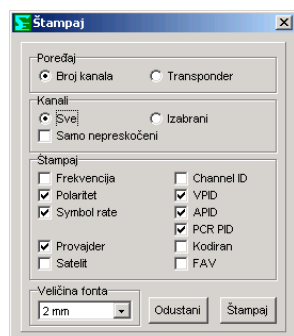 Štampaj
Poređaj
Broj kanala Transponder
Kanali
Sve Izabrani
Samo nepreskočeni
Štampaj
Frekvencija Channel ID
Polaritet VPID
Symbol rate APID
PCR PID
Provajder Kodiran
Satelit FAV
Veličina fonta
2 mm Odustani Štampaj